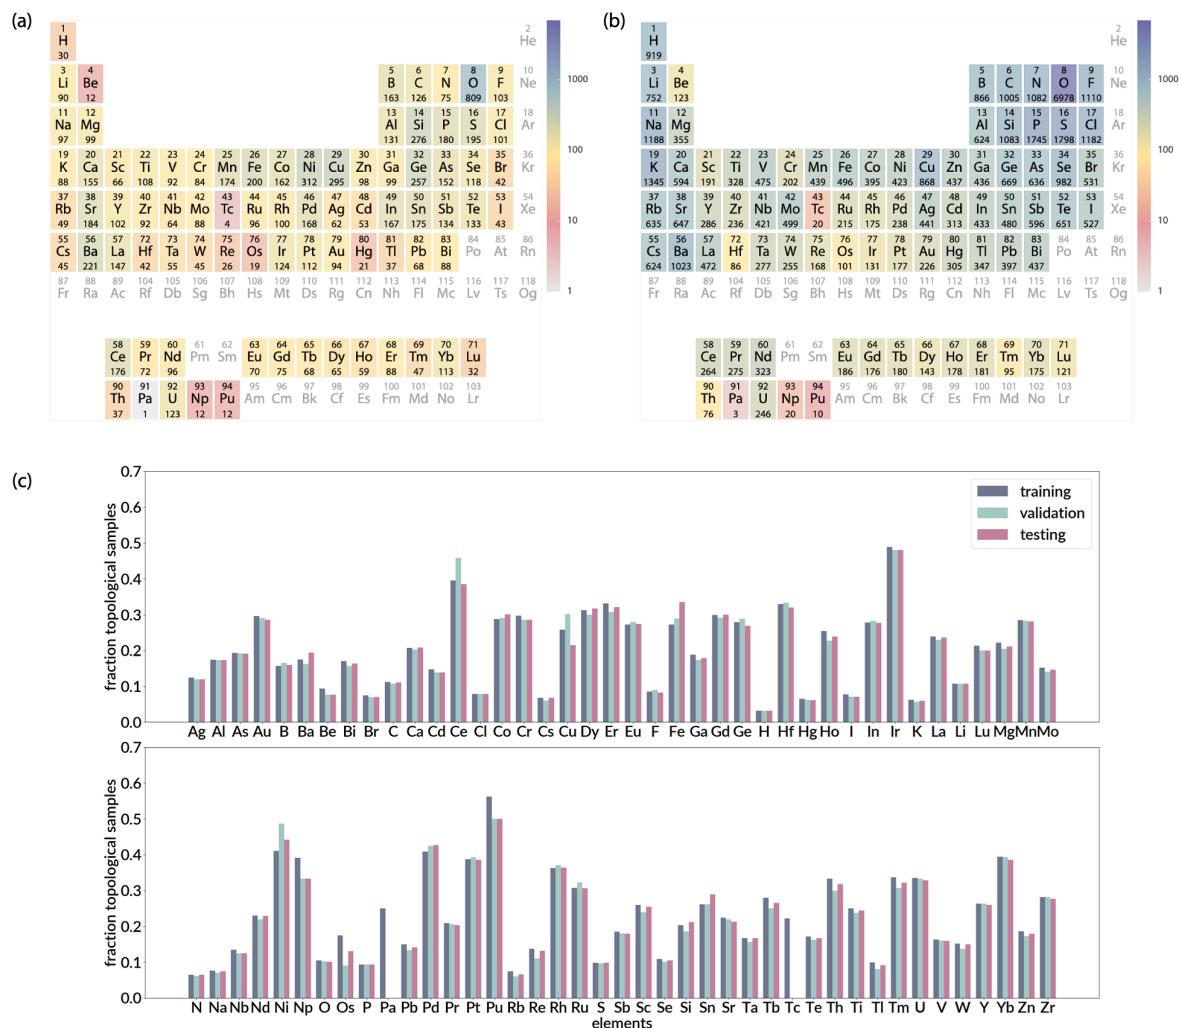 (a)
1 2
H He
30
3 4 5 6 7 8 9 10
Li Be B C N O F Ne
90 12 163 126 75 809 103
11 12 13 14 15 16 17 18
Na Mg Al Si P S Cl Ar
97 99 131 276 180 195 101
19 20 21 22 23 24 25 26 27 28 29 30 31 32 33 34 35 36
K Ca Sc Ti V Cr Mn Fe Co Ni Cu Zn Ga Ge As Se Br Kr
88 155 66 108 92 84 174 200 162 312 295 98 99 257 152 118 42
37 38 39 40 41 42 43 44 45 46 47 48 49 50 51 52 53 54
Rb Sr Y Zr Nb Mo Tc Ru Rh Pd Ag Cd In Sn Sb Te I Xe
49 184 102 92 64 88 4 96 100 168 62 53 167 175 134 133 43
55 56 57 72 73 74 75 76 77 78 79 80 81 82 83 84 85 86
Cs Ba La Hf Ta W Re Os Ir Pt Au Hg Tl Pb Bi Po At Rn
45 221 147 42 55 45 26 19 124 112 94 21 37 68 88
87 88 89 104 105 106 107 108 109 110 111 112 113 114 115 116 117 118
Fr Ra Ac Rf Db Sg Bh Hs Mt Ds Rg Cn Nh Fl Mc Lv Ts Og
58 59 60 61 62 63 64 65 66 67 68 69 70 71
Ce Pr Nd Pm Sm Eu Gd Tb Dy Ho Er Tm Yb Lu
176 72 96 70 75 68 65 59 88 47 113 32
90 91 92 93 94 95 96 97 98 99 100 101 102 103
Th Pa U Np Pu Am Cm Bk Cf Es Fm Md No Lr
37 1 123 12 12
1000
100
10
1
(b)
1 2
H He
919
3 4 5 6 7 8 9 10
Li Be B C N O F Ne
752 123 866 1005 1082 6978 1110
11 12 13 14 15 16 17 18
Na Mg Al Si P S Cl Ar
1188 355 624 1083 1745 1798 1182
19 20 21 22 23 24 25 26 27 28 29 30 31 32 33 34 35 36
K Ca Sc Ti V Cr Mn Fe Co Ni Cu Zn Ga Ge As Se Br Kr
1345 594 191 328 475 202 439 496 395 423 868 437 436 669 636 982 531
37 38 39 40 41 42 43 44 45 46 47 48 49 50 51 52 53 54
Rb Sr Y Zr Nb Mo Tc Ru Rh Pd Ag Cd In Sn Sb Te I Xe
635 647 286 236 421 499 20 215 175 238 441 291 433 480 596 651 527
55 56 57 72 73 74 75 76 77 78 79 80 81 82 83 84 85 86
Cs Ba La Hf Ta W Re Os Ir Pt Au Hg Tl Pb Bi Po At Rn
624 1023 472 86 277 255 168 101 131 177 226 305 347 397 437
87 88 89 104 105 106 107 108 109 110 111 112 113 114 115 116 117 118
Fr Ra Ac Rf Db Sg Bh Hs Mt Ds Rg Cn Nh Fl Mc Lv Ts Og
58 59 60 61 62 63 64 65 66 67 68 69 70 71
Ce Pr Nd Pm Sm Eu Gd Tb Dy Ho Er Tm Yb Lu
264 275 323 186 176 180 143 178 181 95 175 121
90 91 92 93 94 95 96 97 98 99 100 101 102 103
Th Pa U Np Pu Am Cm Bk Cf Es Fm Md No Lr
76 3 246 20 10
1000
100
10
1
(c)
fraction topological samples
0.7
0.6
0.5
0.4
0.3
0.2
0.1
0.0
training
validation
testing
Ag Al As Au B Ba Be Bi Br C Ca Cd Ce Cl Co Cr Cs Cu Dy Er Eu F Fe Ga Gd Ge H Hf Hg Ho I In Ir K La Li Lu Mg Mn Mo
fraction topological samples
0.7
0.6
0.5
0.4
0.3
0.2
0.1
0.0
N Na Nb Nd Ni Np O Os P Pa Pb Pd Pr Pt Pu Rb Re Rh Ru S Sb Sc Se Si Sn Sr Ta Tb Tc Te Th Ti Tl Tm U V W Y Yb Zn Zr
elements